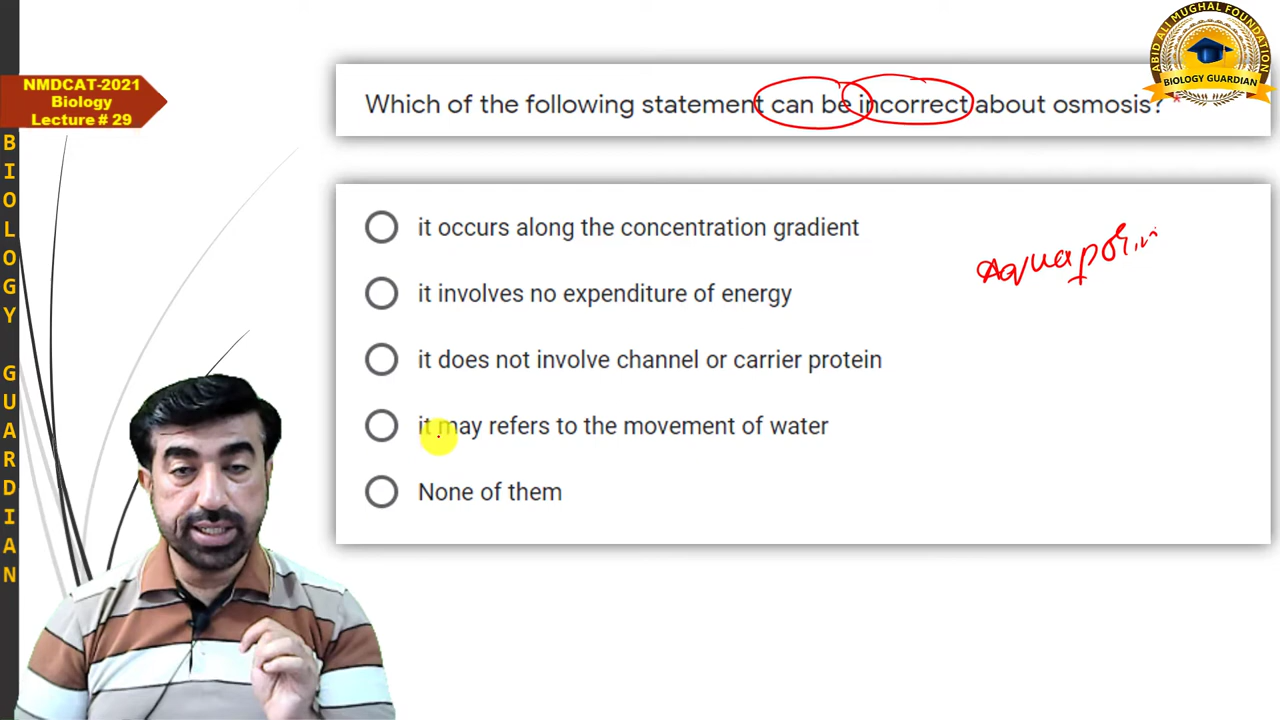 NMDCAT-2021
Biology
Lecture # 29
BIOLOGY GUARDIAN
ABID ALI MUGHAL FOUNDATION
BIOLOGY GUARDIAN
Which of the following statement can be incorrect about osmosis? *
it occurs along the concentration gradient
Aquaporin
it involves no expenditure of energy
it does not involve channel or carrier protein
it may refers to the movement of water
None of them